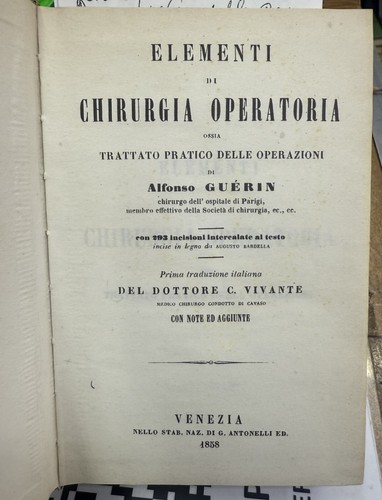 ELEMENTI
DI
CHIRURGIA OPERATORIA
OSSIA
TRATTATO PRATICO DELLE OPERAZIONI
DI
Alfonso GUÉRIN
chirurgo dell' ospitale di Parigi,
membro effettivo della Società di chirurgia, ec., ec.
con 293 incisioni intercalate al testo
incise in legno da AUGUSTO BARDELLA
Prima traduzione italiana
DEL DOTTORE C. VIVANTE
MEDICO CHIRURGO CONDOTTO DI CAVASO
CON NOTE ED AGGIUNTE
VENEZIA
NELLO STAB. NAZ. DI G. ANTONELLI ED.
1858